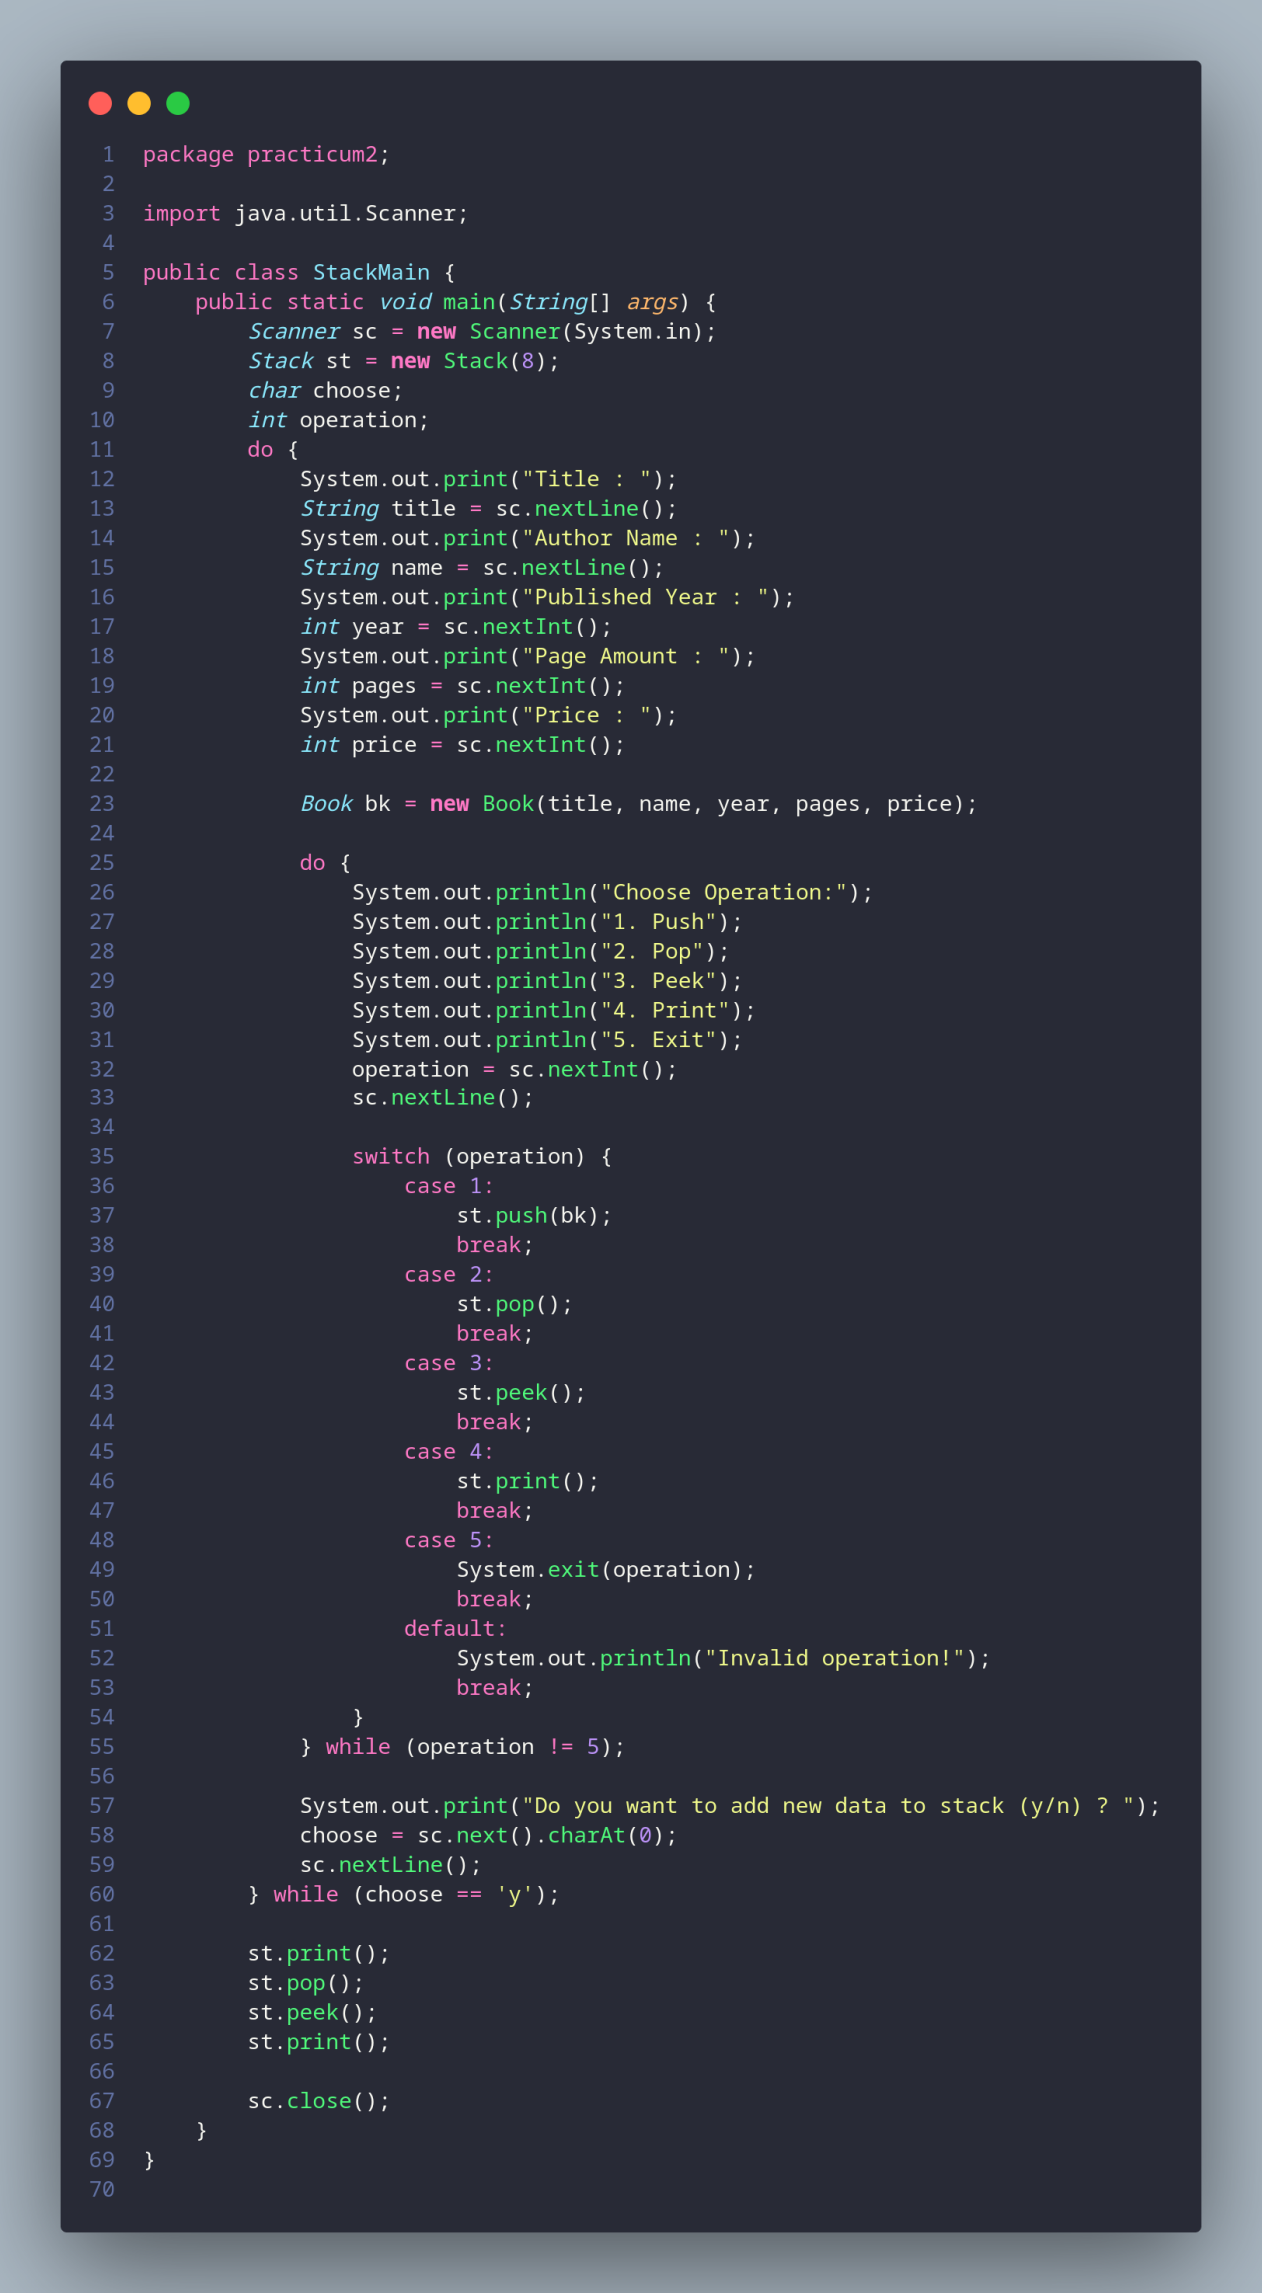 1 package practicum2;
2
3 import java.util.Scanner;
4
5 public class StackMain {
6     public static void main(String[] args) {
7         Scanner sc = new Scanner(System.in);
8         Stack st = new Stack(8);
9         char choose;
10         int operation;
11         do {
12             System.out.print("Title : ");
13             String title = sc.nextLine();
14             System.out.print("Author Name : ");
15             String name = sc.nextLine();
16             System.out.print("Published Year : ");
17             int year = sc.nextInt();
18             System.out.print("Page Amount : ");
19             int pages = sc.nextInt();
20             System.out.print("Price : ");
21             int price = sc.nextInt();
22
23             Book bk = new Book(title, name, year, pages, price);
24
25             do {
26                 System.out.println("Choose Operation:");
27                 System.out.println("1. Push");
28                 System.out.println("2. Pop");
29                 System.out.println("3. Peek");
30                 System.out.println("4. Print");
31                 System.out.println("5. Exit");
32                 operation = sc.nextInt();
33                 sc.nextLine();
34
35                 switch (operation) {
36                     case 1:
37                         st.push(bk);
38                         break;
39                     case 2:
40                         st.pop();
41                         break;
42                     case 3:
43                         st.peek();
44                         break;
45                     case 4:
46                         st.print();
47                         break;
48                     case 5:
49                         System.exit(operation);
50                         break;
51                     default:
52                         System.out.println("Invalid operation!");
53                         break;
54                 }
55             } while (operation != 5);
56
57             System.out.print("Do you want to add new data to stack (y/n) ? ");
58             choose = sc.next().charAt(0);
59             sc.nextLine();
60         } while (choose == 'y');
61
62         st.print();
63         st.pop();
64         st.peek();
65         st.print();
66
67         sc.close();
68     }
69 }
70